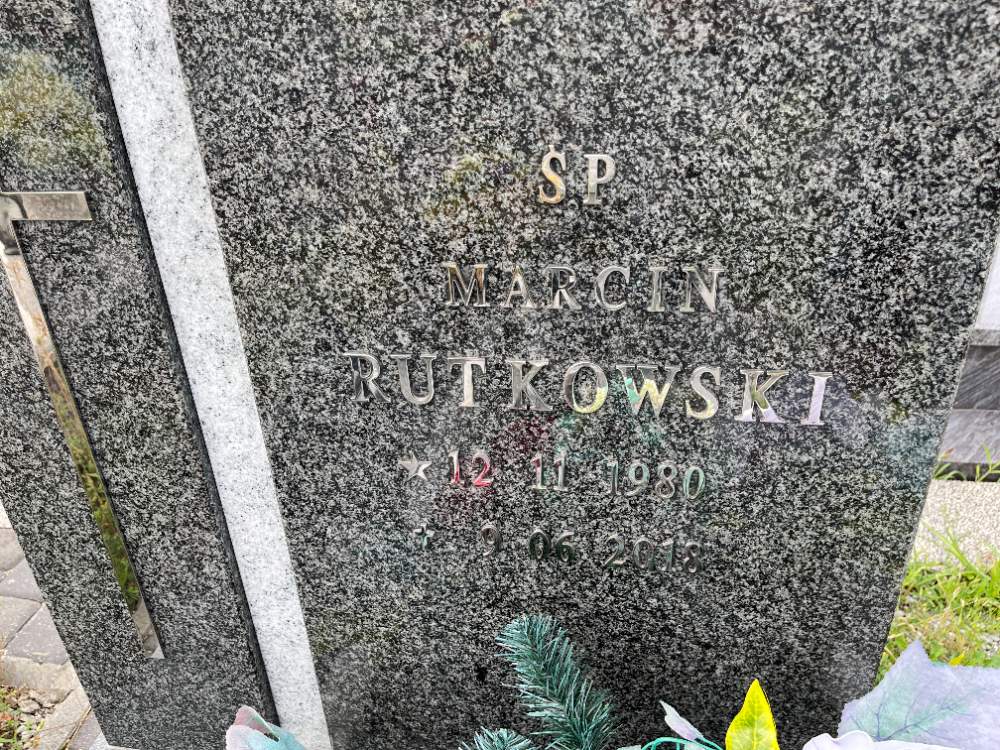 ŚP
MARCIN
RUTKOWSKI
★ 12 11 1980
✝ 9 06 2018